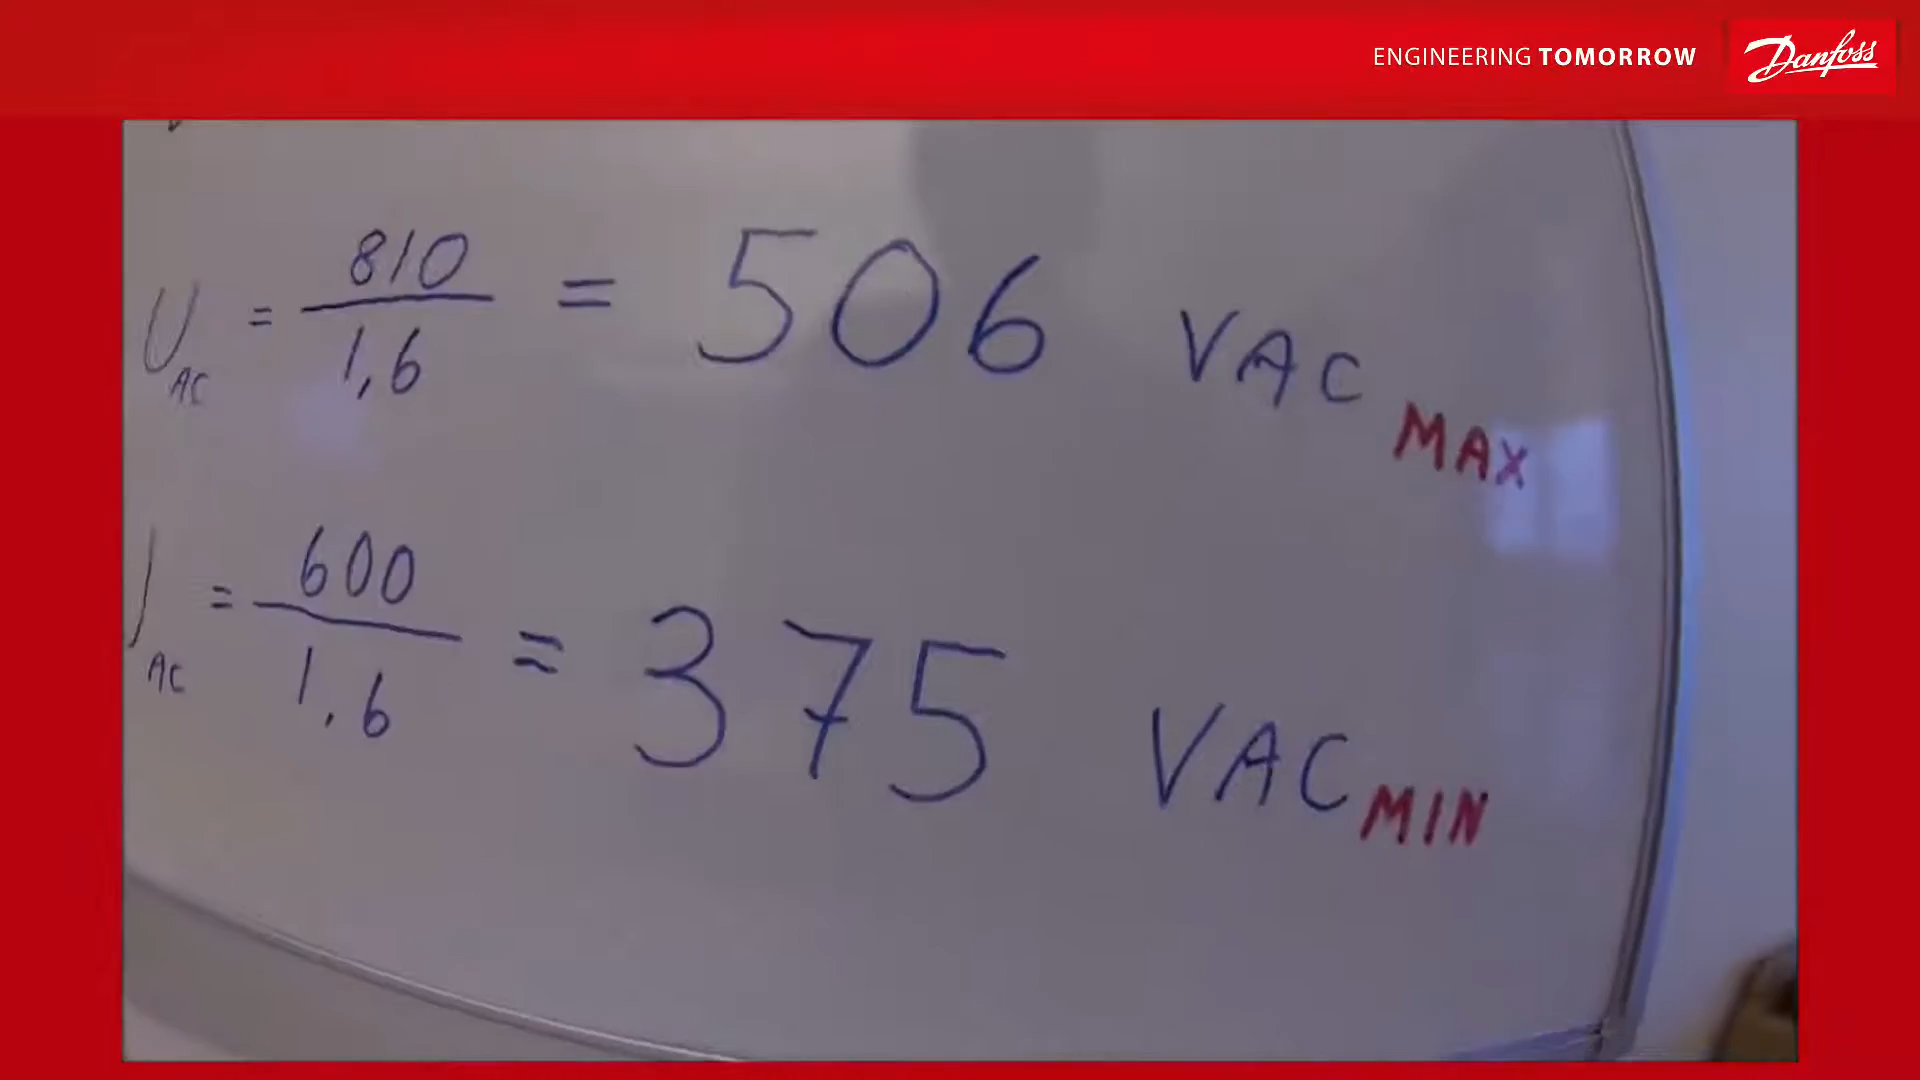 ENGINEERING TOMORROW
Danfoss
U AC = 810 / 1,6 = 506 VAC MAX
AC = 600 / 1,6 = 375 VAC MIN